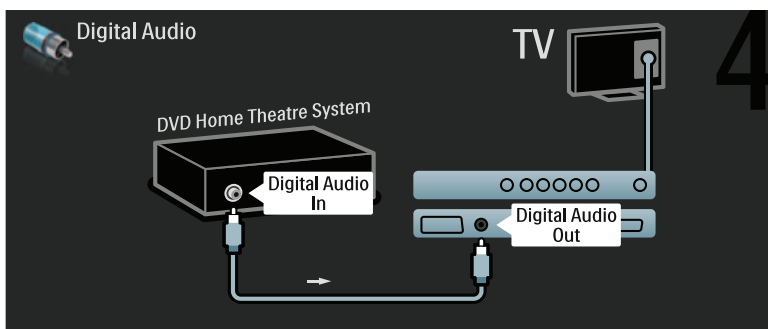 Digital Audio
TV
4
DVD Home Theatre System
Digital Audio
In
Digital Audio
Out